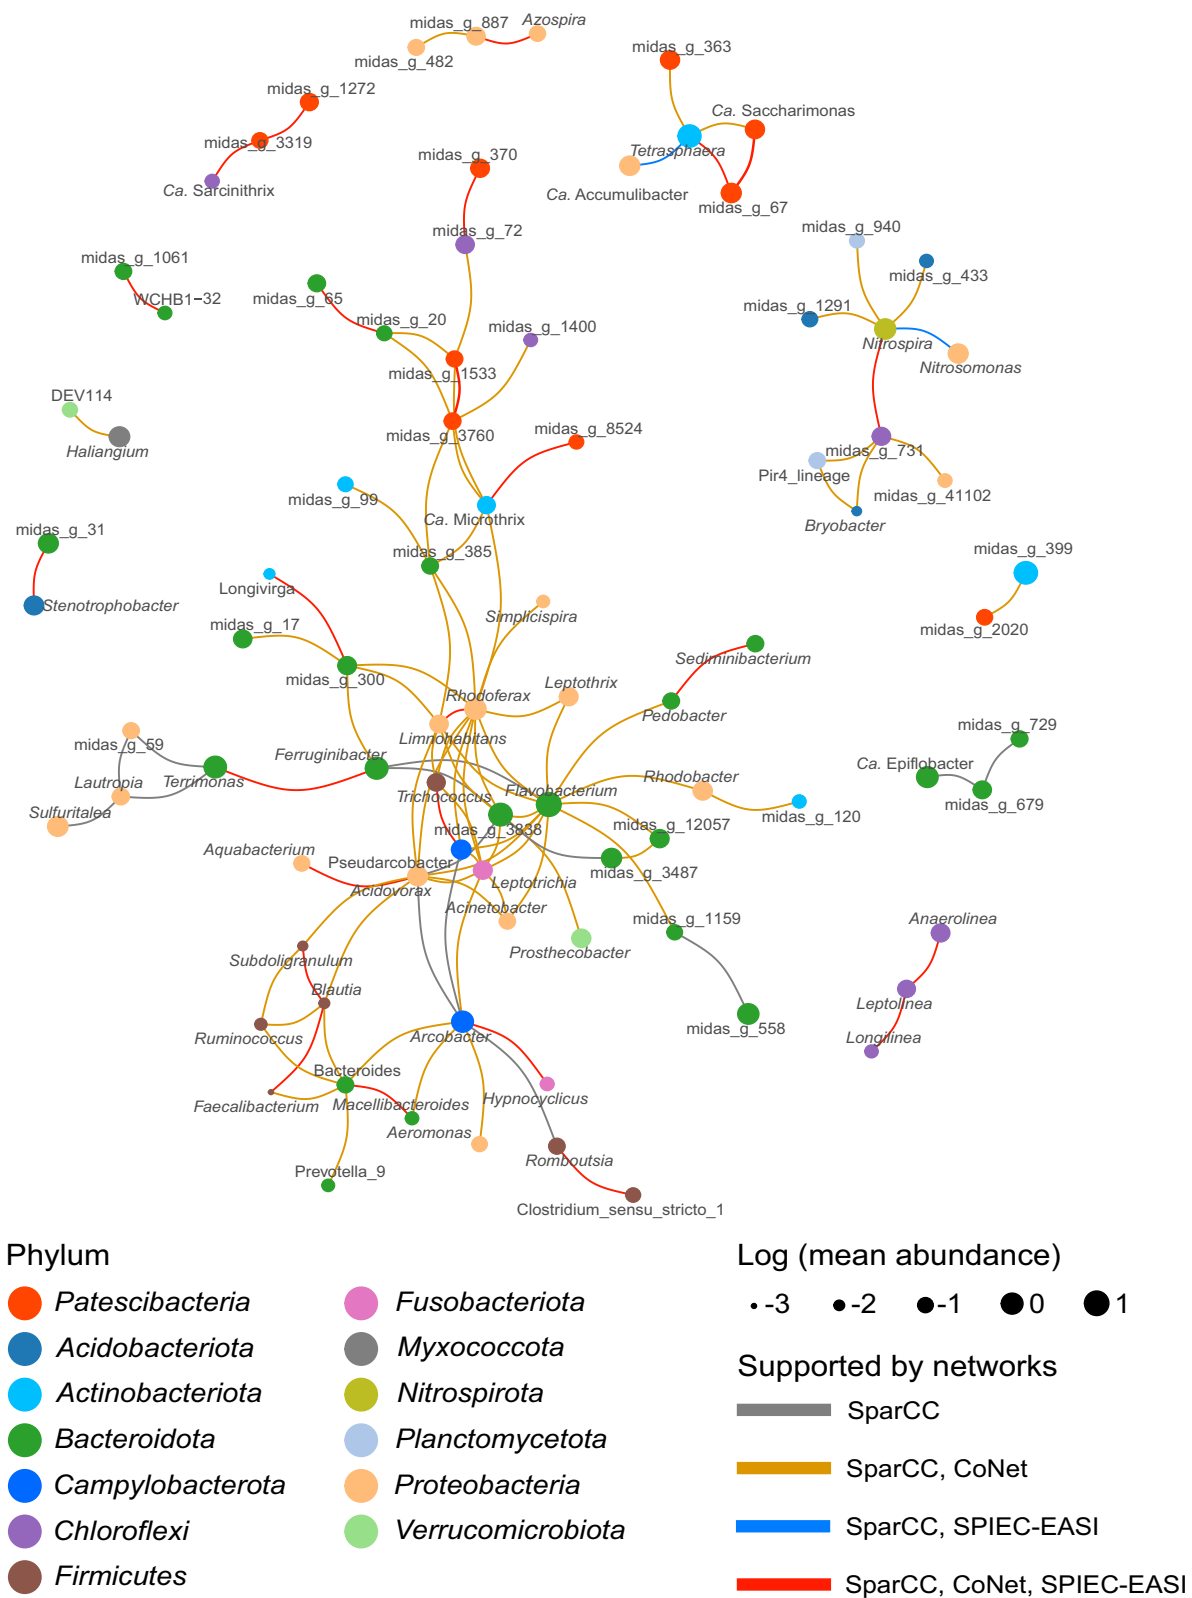 Azospira
midas_g_887
midas_g_482
midas_g_363
midas_g_1272
Ca. Saccharimonas
midas_g_3319
Tetrasphaera
midas_g_370
Ca. Sarcinithrix
Ca. Accumulibacter
midas_g_67
midas_g_72
midas_g_940
midas_g_1061
midas_g_433
WCHB1-32
midas_g_65
midas_g_20
midas_g_1400
midas_g_1291
Nitrospira
Nitrosomonas
midas_g_1533
DEV114
midas_g_3760
midas_g_8524
Haliangium
midas_g_731
Pir4_lineage
midas_g_41102
midas_g_99
Ca. Microthrix
Bryobacter
midas_g_31
midas_g_385
midas_g_399
Longivirga
Stenotrophobacter
Simplicispira
midas_g_17
midas_g_2020
midas_g_300
Sediminibacterium
Rhodoferax
Leptothrix
Pedobacter
midas_g_729
Limnohabitans
midas_g_59
Ferruginibacter
Ca. Epiflobacter
Lautropia
Terrimonas
Trichococcus
Flavobacterium
Rhodobacter
midas_g_679
Sulfuritalea
midas_g_3838
midas_g_12057
midas_g_120
Aquabacterium
Pseudarcobacter
midas_g_3487
Acidovorax
Leptotrichia
Acinetobacter
midas_g_1159
Anaerolinea
Prosthecobacter
Subdoligranulum
Blautia
Leptolinea
Ruminococcus
Arcobacter
midas_g_558
Longilinea
Bacteroides
Faecalibacterium
Macellibacteroides
Hypnocyclicus
Aeromonas
Romboutsia
Prevotella_9
Clostridium_sensu_stricto_1
Phylum
Patescibacteria
Acidobacteriota
Actinobacteriota
Bacteroidota
Campylobacterota
Chloroflexi
Firmicutes
Fusobacteriota
Myxococcota
Nitrospirota
Planctomycetota
Proteobacteria
Verrucomicrobiota
Log (mean abundance)
-3 -2 -1 0 1
Supported by networks
SparCC
SparCC, CoNet
SparCC, SPIEC-EASI
SparCC, CoNet, SPIEC-EASI